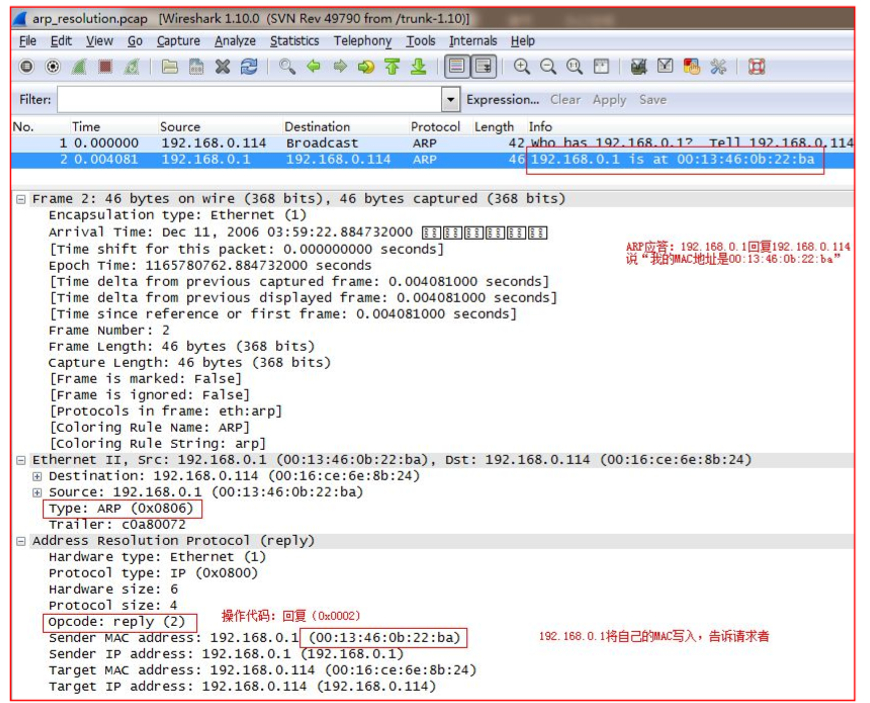 arp_resolution.pcap [Wireshark 1.10.0 (SVN Rev 49790 from /trunk-1.10)]
File Edit View Go Capture Analyze Statistics Telephony Tools Internals Help
Filter: Expression... Clear Apply Save
No. Time Source Destination Protocol Length Info
1 0.000000 192.168.0.114 Broadcast ARP 42 who has 192.168.0.1? Tell 192.168.0.114
2 0.004081 192.168.0.1 192.168.0.114 ARP 46 192.168.0.1 is at 00:13:46:0b:22:ba
Frame 2: 46 bytes on wire (368 bits), 46 bytes captured (368 bits)
Encapsulation type: Ethernet (1)
Arrival Time: Dec 11, 2006 03:59:22.884732000
[Time shift for this packet: 0.000000000 seconds]
Epoch Time: 1165780762.884732000 seconds
[Time delta from previous captured frame: 0.004081000 seconds]
[Time delta from previous displayed frame: 0.004081000 seconds]
[Time since reference or first frame: 0.004081000 seconds]
Frame Number: 2
Frame Length: 46 bytes (368 bits)
Capture Length: 46 bytes (368 bits)
[Frame is marked: False]
[Frame is ignored: False]
[Protocols in frame: eth:arp]
[Coloring Rule Name: ARP]
[Coloring Rule String: arp]
ARP应答：192.168.0.1回复192.168.0.114
说“我的MAC地址是00:13:46:0b:22:ba”
Ethernet II, Src: 192.168.0.1 (00:13:46:0b:22:ba), Dst: 192.168.0.114 (00:16:ce:6e:8b:24)
Destination: 192.168.0.114 (00:16:ce:6e:8b:24)
Source: 192.168.0.1 (00:13:46:0b:22:ba)
Type: ARP (0x0806)
Trailer: c0a80072
Address Resolution Protocol (reply)
Hardware type: Ethernet (1)
Protocol type: IP (0x0800)
Hardware size: 6
Protocol size: 4
Opcode: reply (2) 操作代码：回复（0x0002）
Sender MAC address: 192.168.0.1 (00:13:46:0b:22:ba) 192.168.0.1将自己的MAC写入，告诉请求者
Sender IP address: 192.168.0.1 (192.168.0.1)
Target MAC address: 192.168.0.114 (00:16:ce:6e:8b:24)
Target IP address: 192.168.0.114 (192.168.0.114)